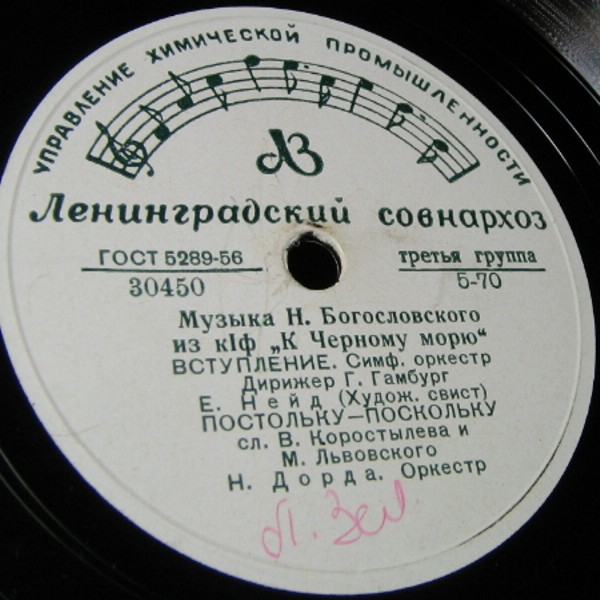 УПРАВЛЕНИЕ ХИМИЧЕСКОЙ ПРОМЫШЛЕННОСТИ
ЛЗ
Ленинградский совнархоз
ГОСТ 5289-56
30450
третья группа
5-70
Музыка Н. Богословского
из к|ф „К Черному морю"
ВСТУПЛЕНИЕ. Симф. оркестр
Дирижер Г. Гамбург
Е. Нейд (Худож. свист)
ПОСТОЛЬКУ—ПОСКОЛЬКУ
сл. В. Коростылева и
М. Львовского
Н. Дорда. Оркестр